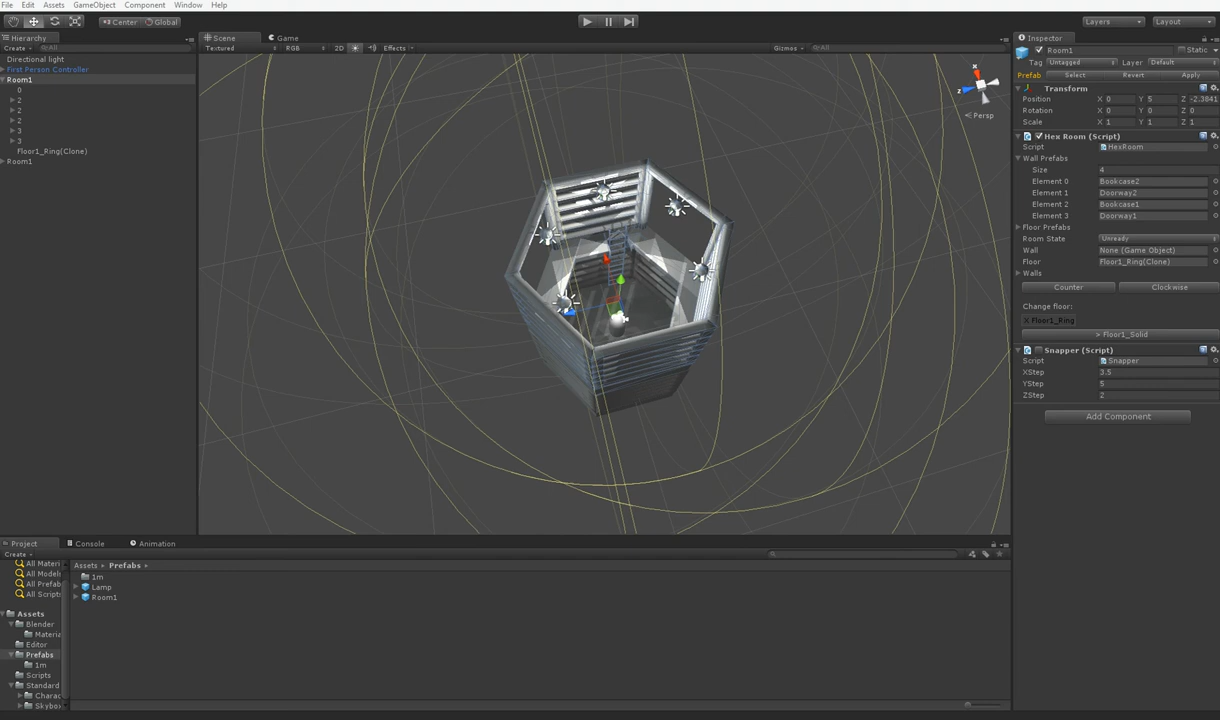 File Edit Assets GameObject Component Window Help
Center Global Layers Layout
Hierarchy Scene Game Inspector
Create All Textured RGB 2D Effects Gizmos All
Directional light
First Person Controller
Room1
0
2
2
2
3
3
Floor1_Ring(Clone)
Room1
x
z
Persp
Room1 Static
Tag Untagged Layer Default
Prefab Select Revert Apply
Transform
Position X 0 Y 5 Z -2.3841
Rotation X 0 Y 0 Z 0
Scale X 1 Y 1 Z 1
Hex Room (Script)
Script HexRoom
Wall Prefabs
Size 4
Element 0 Bookcase2
Element 1 Doorway2
Element 2 Bookcase1
Element 3 Doorway1
Floor Prefabs
Room State Unready
Wall None (Game Object)
Floor Floor1_Ring(Clone)
Walls
Counter Clockwise
Change floor:
X Floor1_Ring
> Floor1_Solid
Snapper (Script)
Script Snapper
XStep 3.5
YStep 5
ZStep 2
Add Component
Project Console Animation
Create
All Materi
All Model
All Prefab
All Scripts
Assets
Blender
Materia
Editor
Prefabs
1m
Scripts
Standard
Charac
Skybo
Assets Prefabs
1m
Lamp
Room1